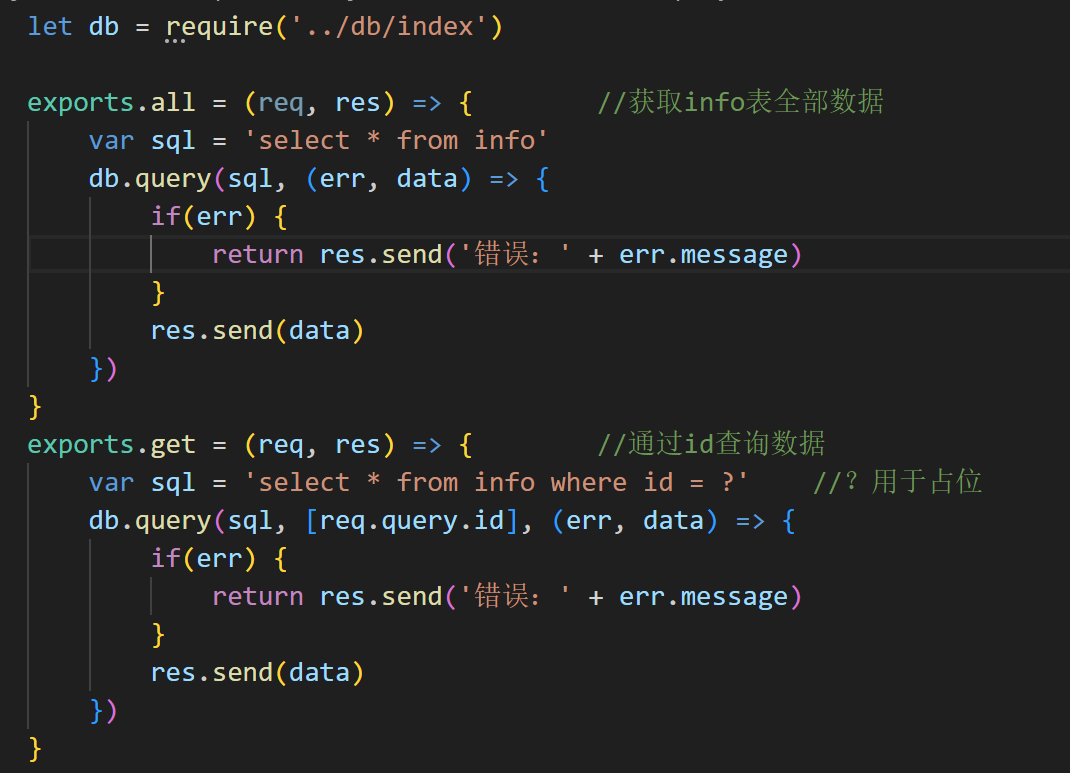 let db = require('../db/index')
exports.all = (req, res) => {        //获取info表全部数据
    var sql = 'select * from info'
    db.query(sql, (err, data) => {
        if(err) {
            return res.send('错误：' + err.message)
        }
        res.send(data)
    })
}
exports.get = (req, res) => {        //通过id查询数据
    var sql = 'select * from info where id = ?'    //？用于占位
    db.query(sql, [req.query.id], (err, data) => {
        if(err) {
            return res.send('错误：' + err.message)
        }
        res.send(data)
    })
}